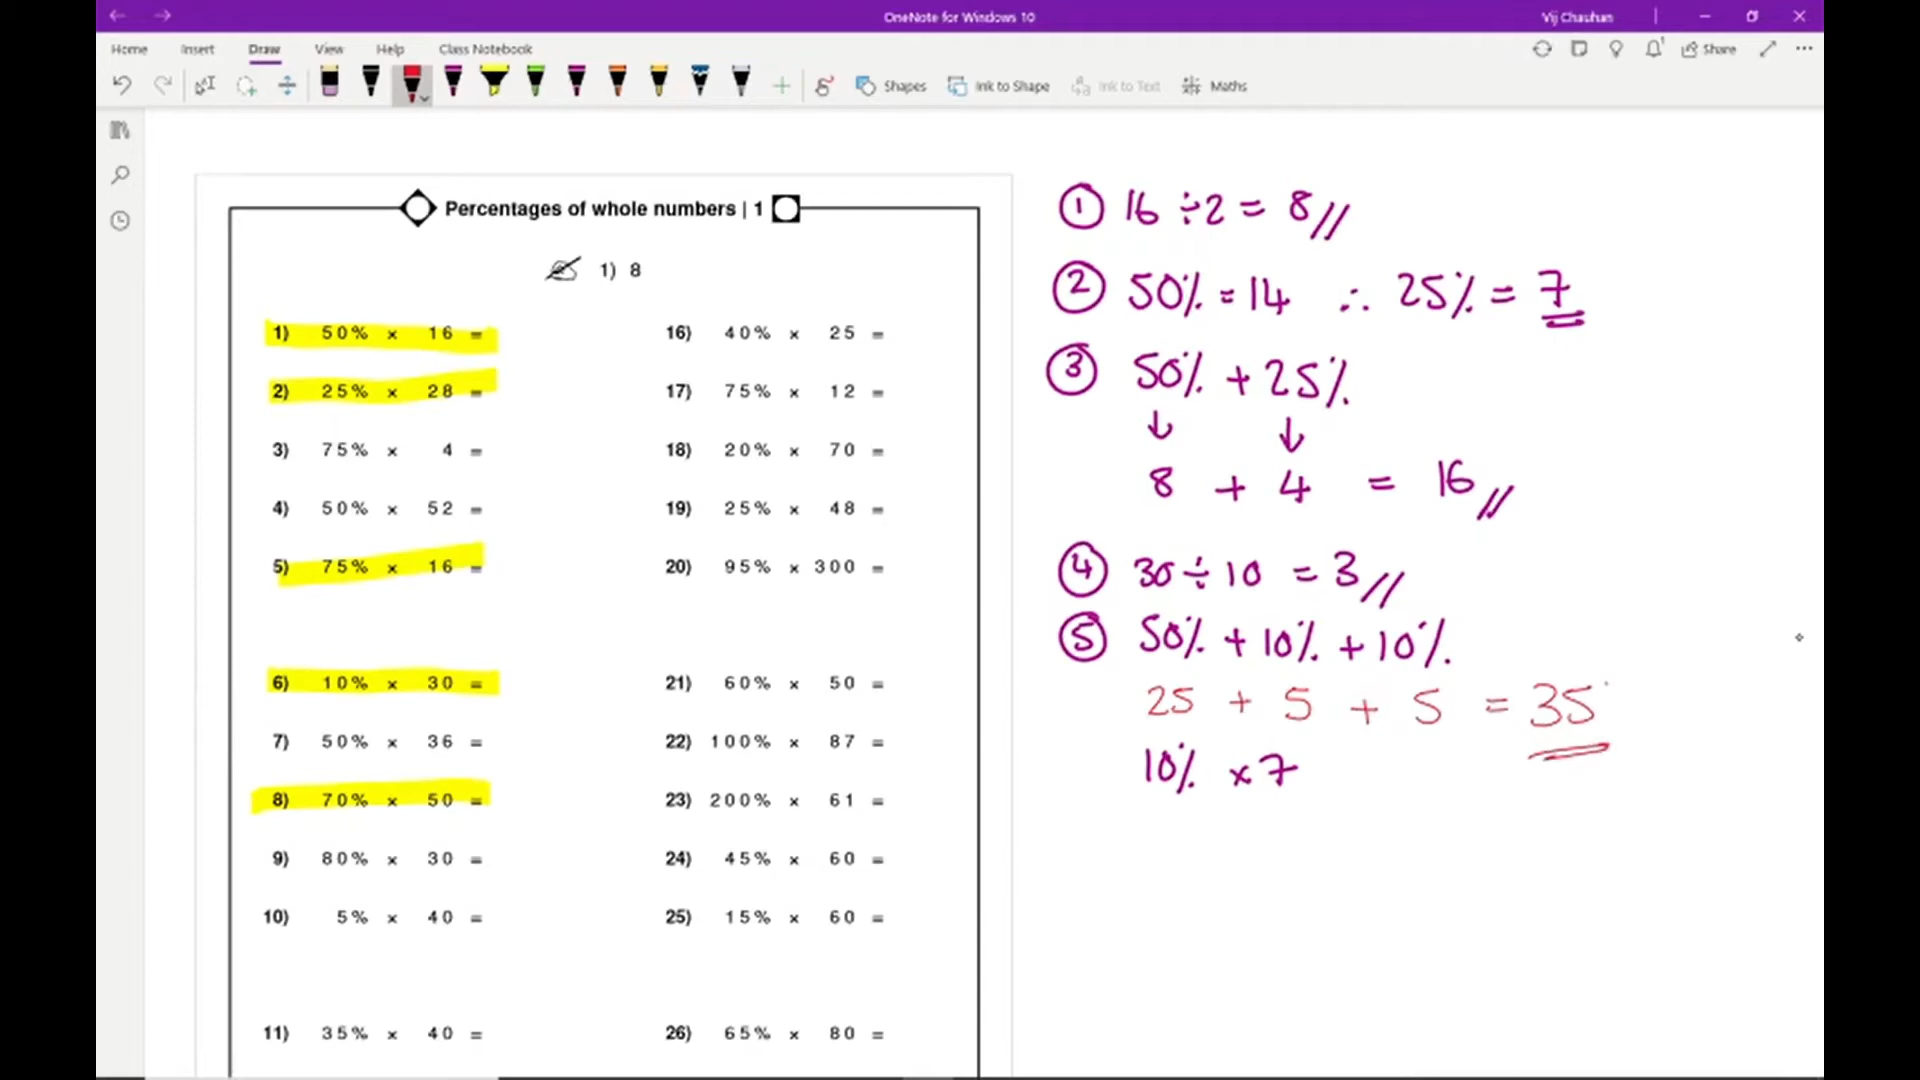 OneNote for Windows 10
Vij Chauhan
Home Insert Draw View Help Class Notebook
Share
Shapes Ink to Shape Ink to Text Maths
Percentages of whole numbers | 1
1) 8
1) 50% × 16 =
2) 25% × 28 =
3) 75% × 4 =
4) 50% × 52 =
5) 75% × 16 =
6) 10% × 30 =
7) 50% × 36 =
8) 70% × 50 =
9) 80% × 30 =
10) 5% × 40 =
11) 35% × 40 =
16) 40% × 25 =
17) 75% × 12 =
18) 20% × 70 =
19) 25% × 48 =
20) 95% × 300 =
21) 60% × 50 =
22) 100% × 87 =
23) 200% × 61 =
24) 45% × 60 =
25) 15% × 60 =
26) 65% × 80 =
① 16 ÷ 2 = 8 //
② 50% = 14 ∴ 25% = 7
③ 50% + 25%
↓ ↓
8 + 4 = 16 //
④ 30 ÷ 10 = 3 //
⑤ 50% + 10% + 10%
25 + 5 + 5 = 35
10% × 7